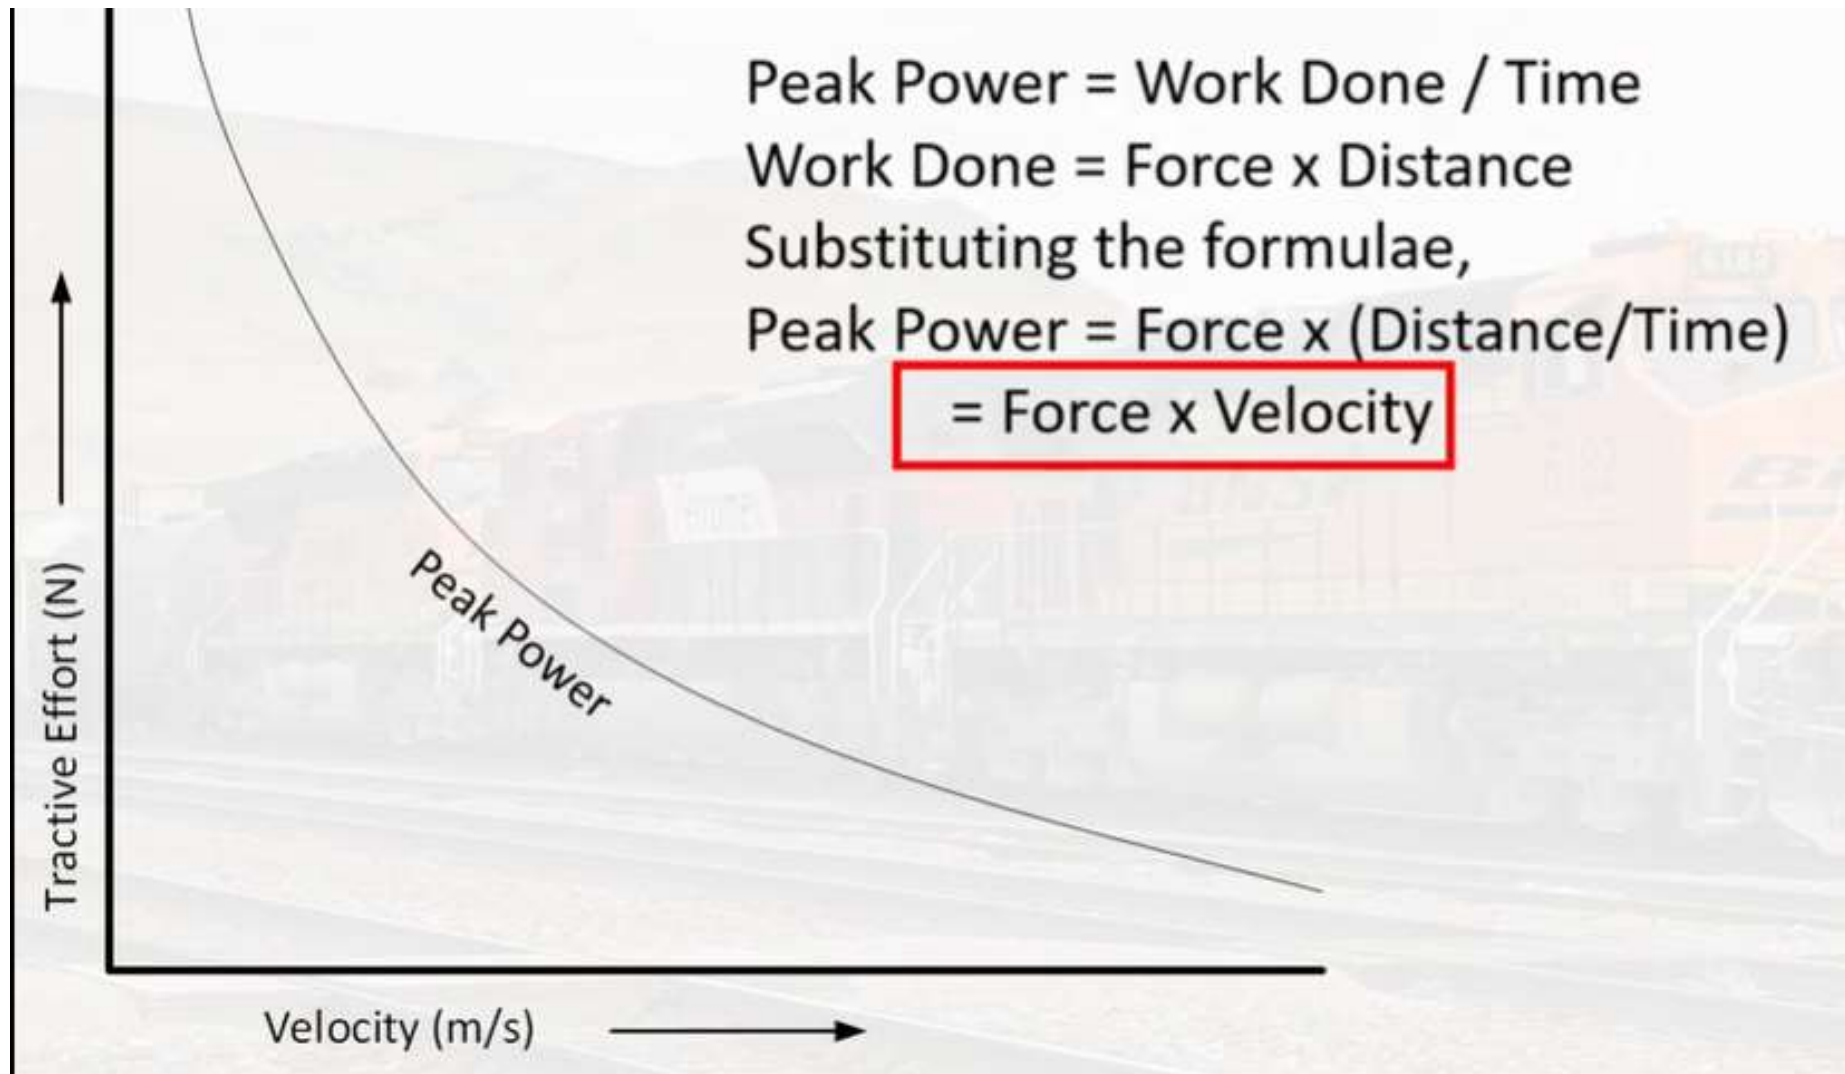 Peak Power = Work Done / Time
Work Done = Force x Distance
Substituting the formulae,
Peak Power = Force x (Distance/Time)
= Force x Velocity
Peak Power
Tractive Effort (N)
Velocity (m/s)